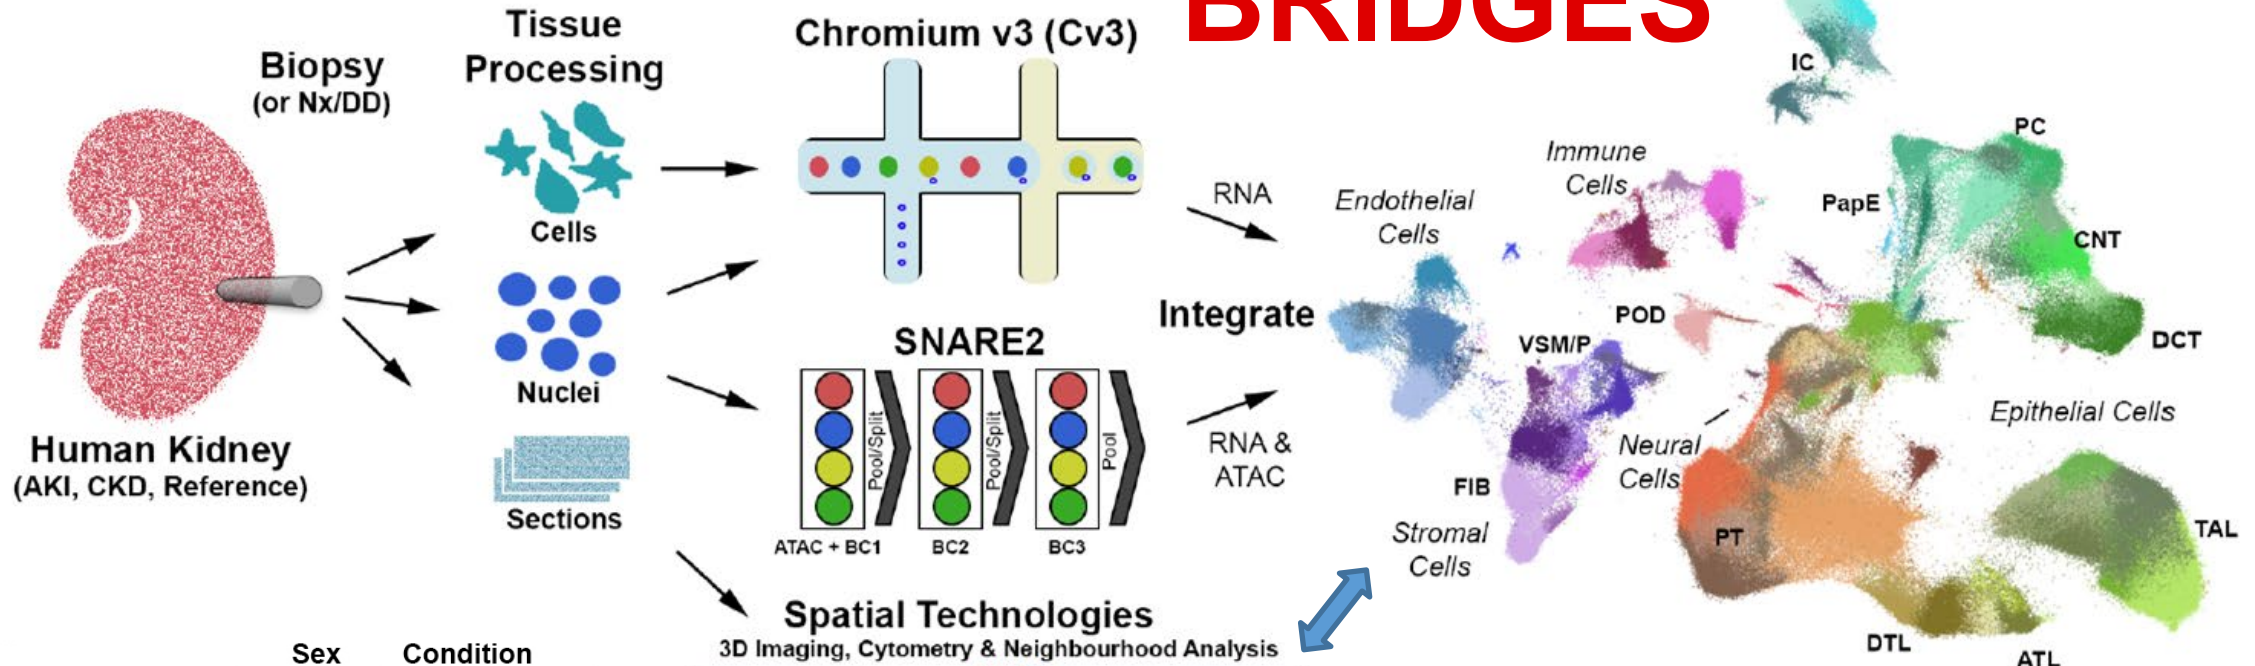 BRIDGES
Biopsy
(or Nx/DD)
Tissue
Processing
Cells
Nuclei
Sections
Human Kidney
(AKI, CKD, Reference)
Sex
Condition
Chromium v3 (Cv3)
SNARE2
Pool/Split
Pool/Split
Pool
ATAC + BC1
BC2
BC3
Spatial Technologies
3D Imaging, Cytometry & Neighbourhood Analysis
RNA
Integrate
RNA &
ATAC
IC
PC
Immune
Cells
Endothelial
Cells
PapE
CNT
POD
VSM/P
DCT
Epithelial Cells
Neural
Cells
FIB
Stromal
Cells
PT
TAL
DTL
ATL